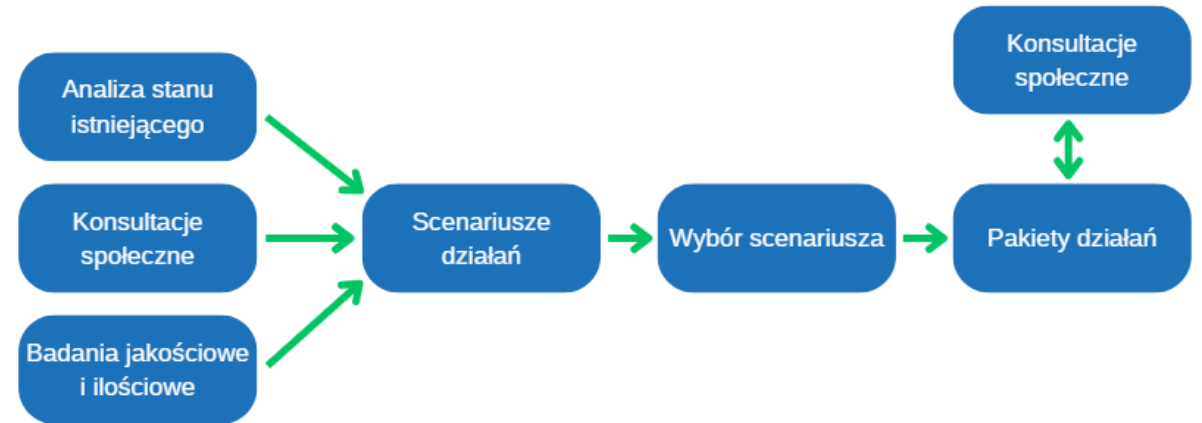 Analiza stanu
istniejącego
Konsultacje
społeczne
Badania jakościowe
i ilościowe
Scenariusze
działań
Wybór scenariusza
Pakiety działań
Konsultacje
społeczne